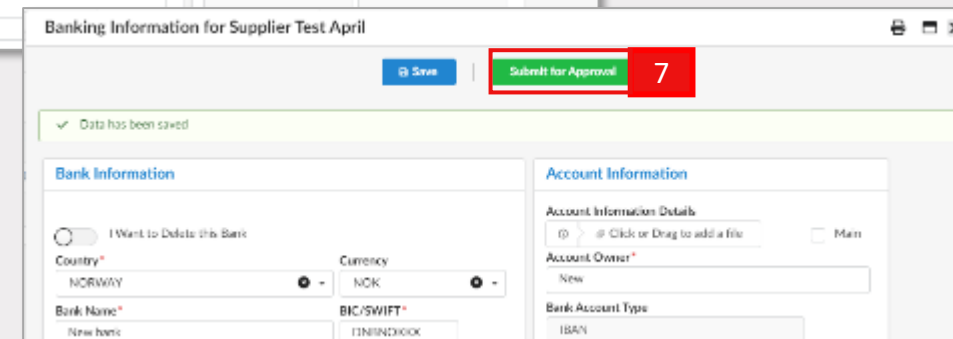 Banking Information for Supplier Test April
Save
Submit for Approval
7
Data has been saved
Bank Information
Account Information
I Want to Delete this Bank
Account Information Details
Click or Drag to add a file
Main
Country*
Currency
Account Owner*
NORWAY
NOK
New
Bank Name*
BIC/SWIFT*
Bank Account Type
New bank
IBAN